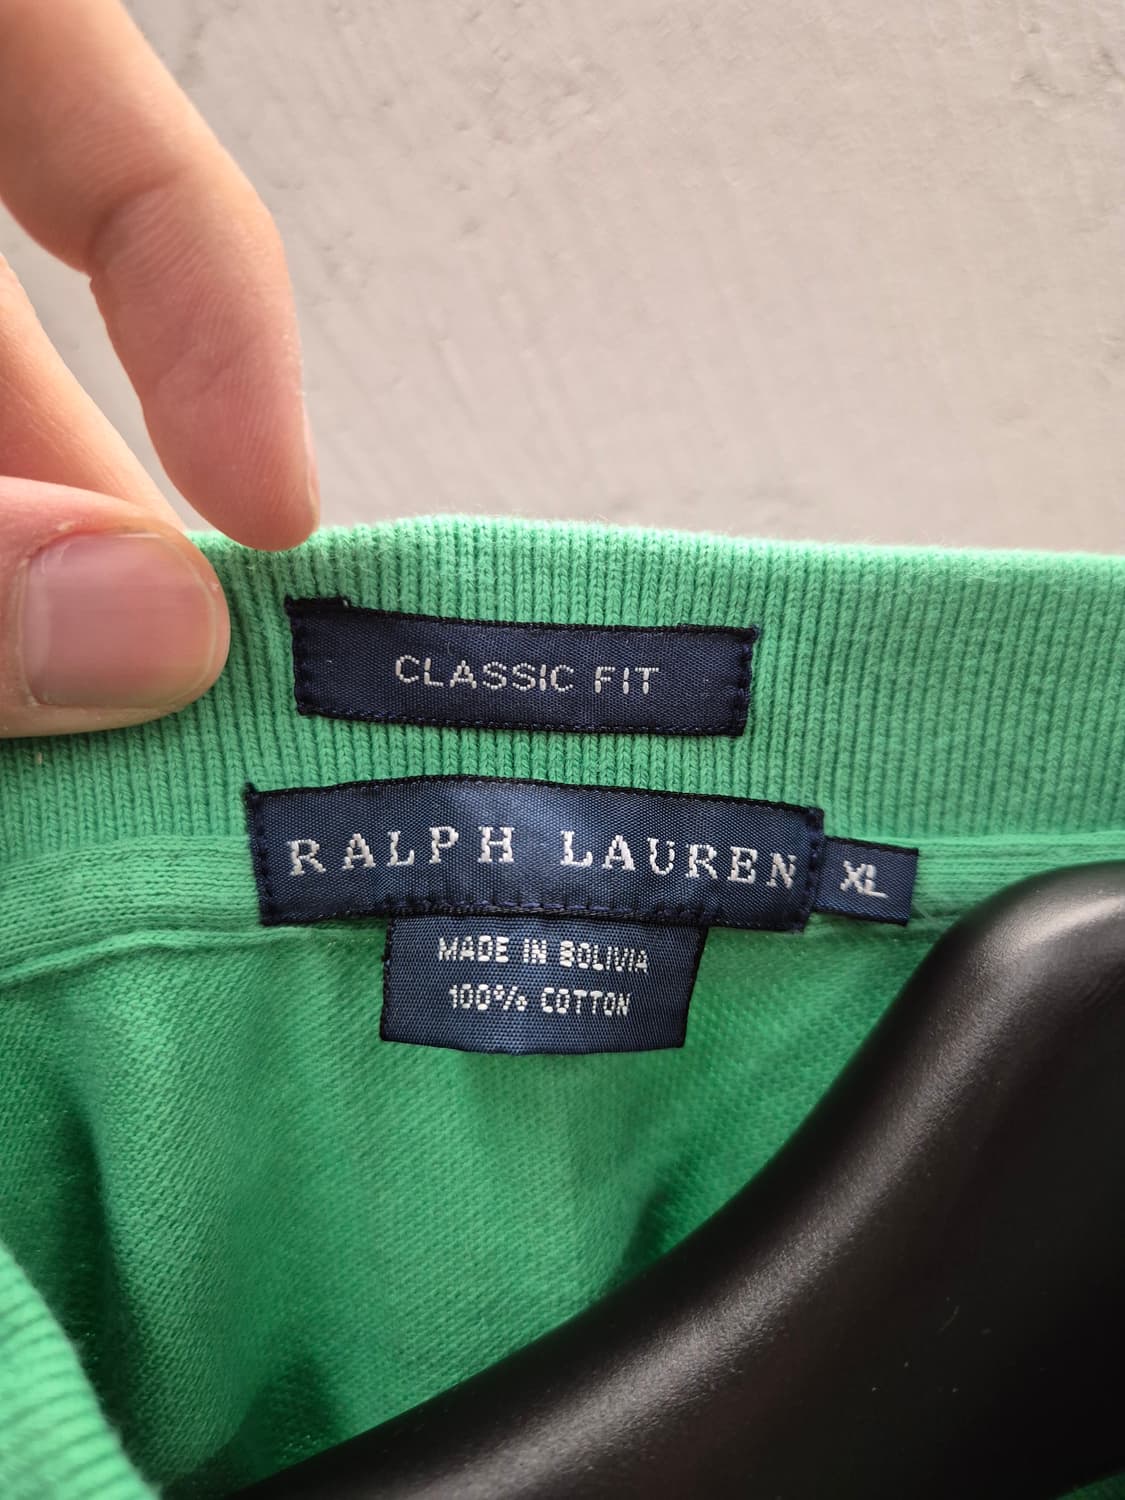 CLASSIC FIT
RALPH LAUREN
XL
MADE IN BOLIVIA
100% COTTON